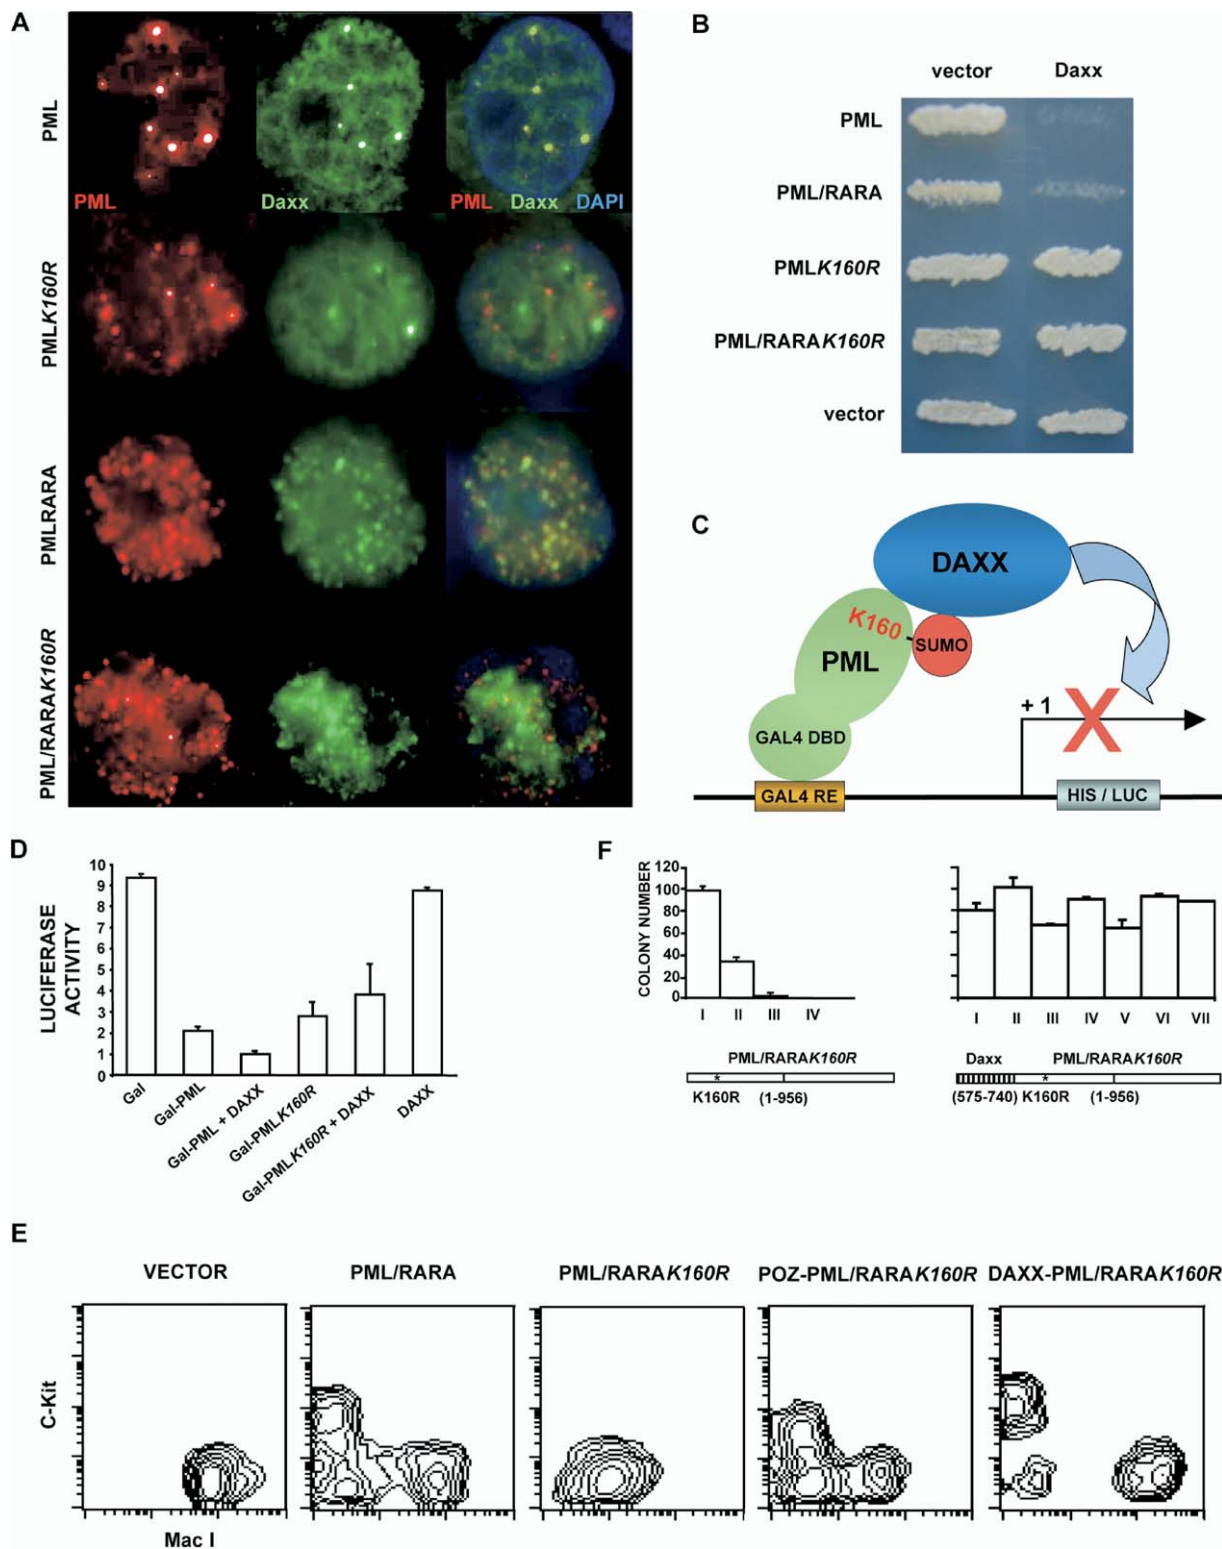 A
PML
PML
Daxx
PML Daxx DAPI
PMLK160R
PMLRARA
PML/RARAK160R
B
vector Daxx
PML
PML/RARA
PMLK160R
PML/RARAK160R
vector
C
DAXX
K160
SUMO
PML
GAL4 DBD
GAL4 RE
+ 1
X
HIS / LUC
D
LUCIFERASE
ACTIVITY
10
9
8
7
6
5
4
3
2
1
0
Gal
Gal-PML
Gal-PML + DAXX
Gal-PMLK160R
Gal-PMLK160R + DAXX
DAXX
F
COLONY NUMBER
120
100
80
60
40
20
0
I II III IV
PML/RARAK160R
*
K160R (1-956)
I II III IV V VI VII
Daxx PML/RARAK160R
*
(575-740) K160R (1-956)
E
VECTOR PML/RARA PML/RARAK160R POZ-PML/RARAK160R DAXX-PML/RARAK160R
C-Kit
Mac I